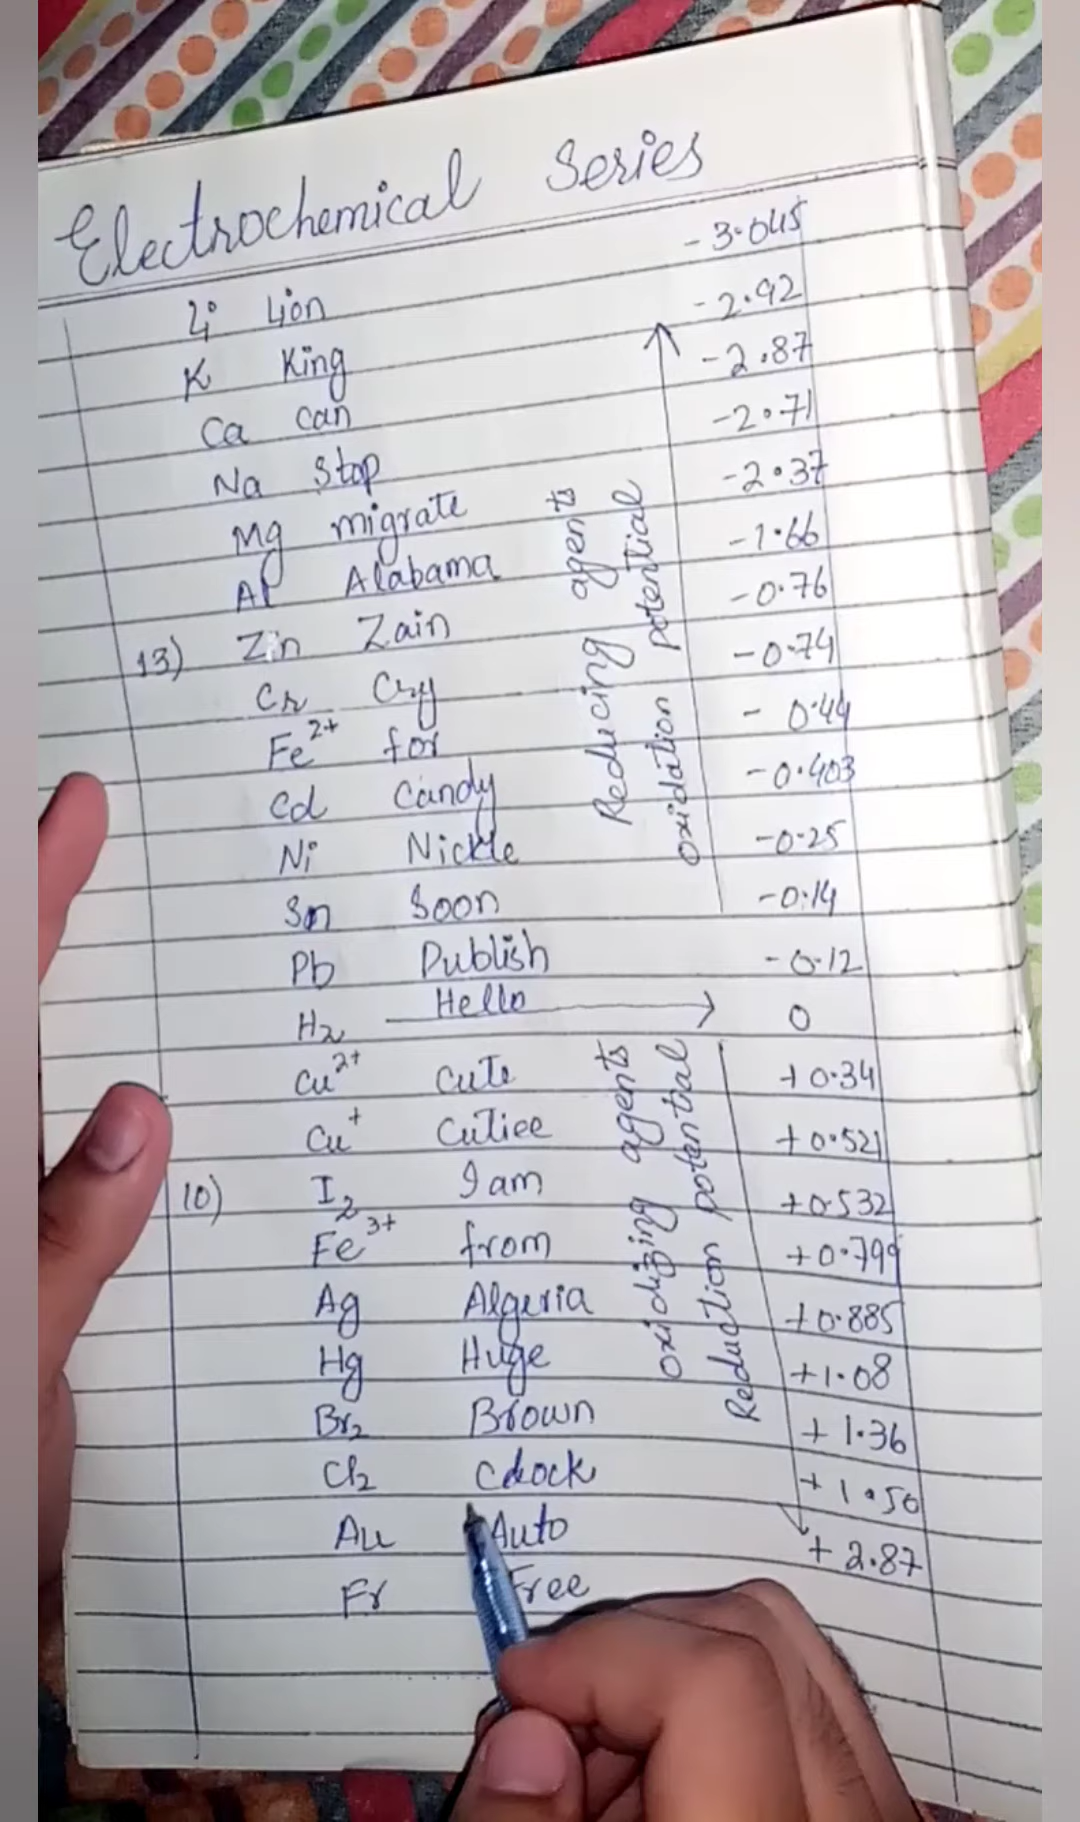 Electrochemical Series
Li Lion -3.045
K King -2.92
Ca can -2.87
Na Stop -2.71
Mg migrate -2.37
Al Alabama -1.66
13) Zn Zain -0.76
Cr Cry -0.74
Fe2+ for -0.44
Cd Candy -0.403
Ni Nickle -0.25
Sn Soon -0.14
Pb Publish -0.12
H2 Hello 0
Cu2+ Cute +0.34
Cu+ Cutiee +0.521
10) I2 I am +0.532
Fe3+ from +0.799
Ag Algeria +0.885
Hg Huge +1.08
Br2 Brown +1.36
Cl2 Clock +1.50
Au Auto +2.87
Fr Free
Reducing agents
oxidation potential
oxidizing agents
Reduction potential